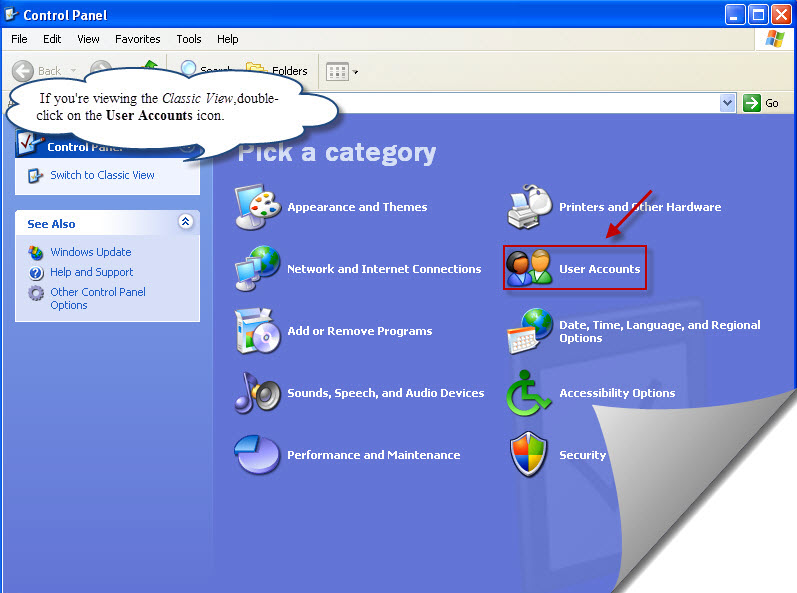 Control Panel
File Edit View Favorites Tools Help
Back Search Folders
Go
If you're viewing the Classic View,double-
click on the User Accounts icon.
Control Panel
Switch to Classic View
See Also
Windows Update
Help and Support
Other Control Panel
Options
Pick a category
Appearance and Themes
Printers and Other Hardware
Network and Internet Connections
User Accounts
Add or Remove Programs
Date, Time, Language, and Regional
Options
Sounds, Speech, and Audio Devices
Accessibility Options
Performance and Maintenance
Security